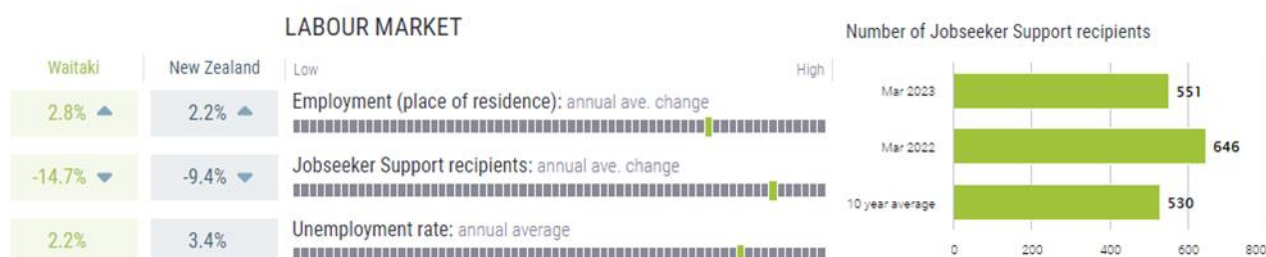 LABOUR MARKET
Waitaki
New Zealand
Low
High
2.8%
2.2%
Employment (place of residence): annual ave. change
-14.7%
-9.4%
Jobseeker Support recipients: annual ave. change
2.2%
3.4%
Unemployment rate: annual average
Number of Jobseeker Support recipients
Mar 2023
551
Mar 2022
646
10 year average
530
0 200 400 600 800